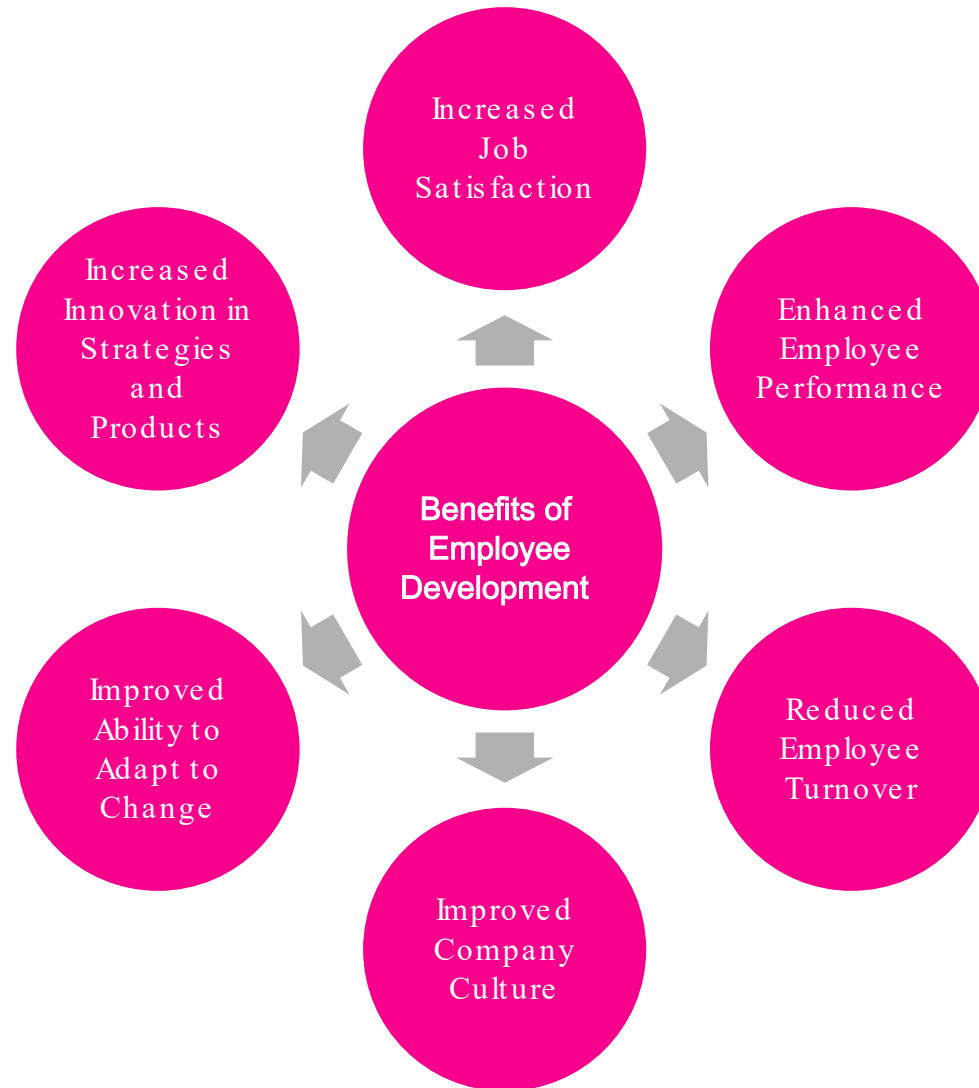 Increased
Job
Satisfaction
Increased
Innovation in
Strategies
and
Products
Enhanced
Employee
Performance
Benefits of
Employee
Development
Improved
Ability to
Adapt to
Change
Reduced
Employee
Turnover
Improved
Company
Culture